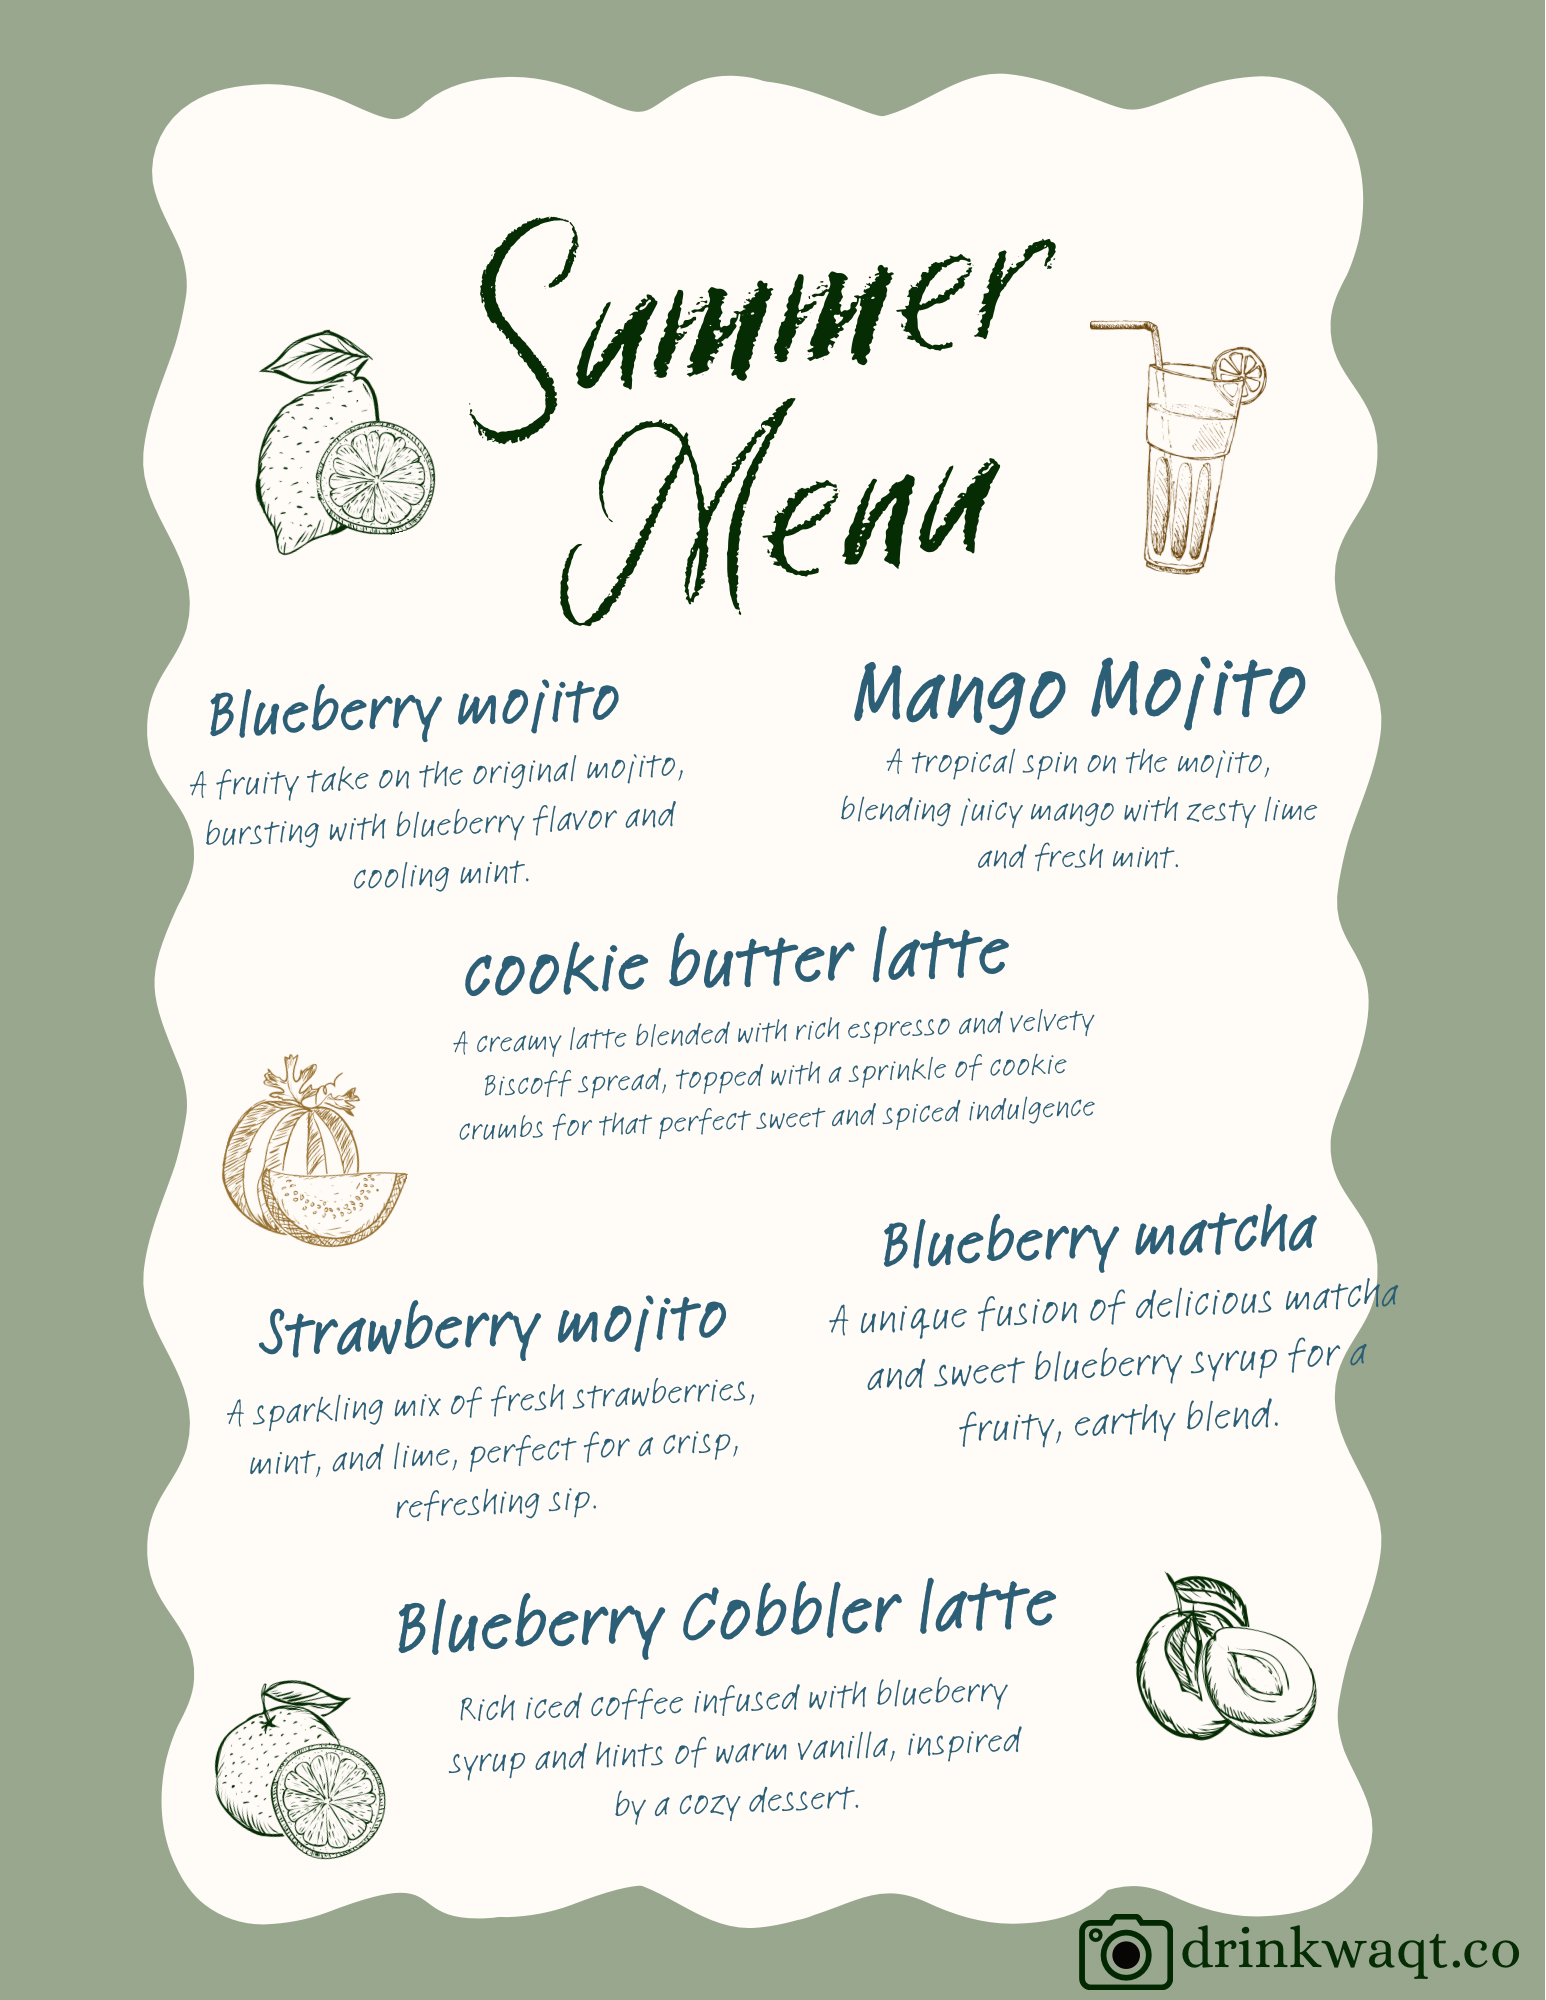 Summer
Menu
Blueberry mojito
A fruity take on the original mojito,
bursting with blueberry flavor and
cooling mint.
Mango Mojito
A tropical spin on the mojito,
blending juicy mango with zesty lime
and fresh mint.
cookie butter latte
A creamy latte blended with rich espresso and velvety
Biscoff spread, topped with a sprinkle of cookie
crumbs for that perfect sweet and spiced indulgence
Blueberry matcha
A unique fusion of delicious matcha
and sweet blueberry syrup for a
fruity, earthy blend.
Strawberry mojito
A sparkling mix of fresh strawberries,
mint, and lime, perfect for a crisp,
refreshing sip.
Blueberry Cobbler latte
Rich iced coffee infused with blueberry
syrup and hints of warm vanilla, inspired
by a cozy dessert.
drinkwaqt.co